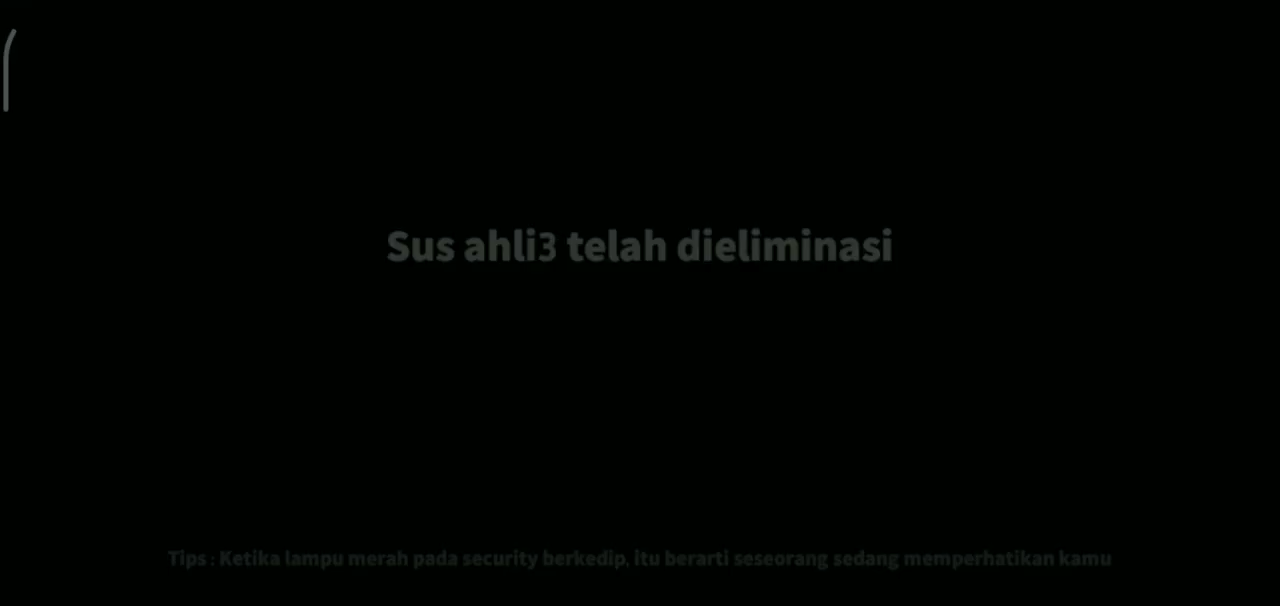 Sus ahli3 telah dieliminasi
Tips : Ketika lampu merah pada security berkedip, itu berarti seseorang sedang memperhatikan kamu